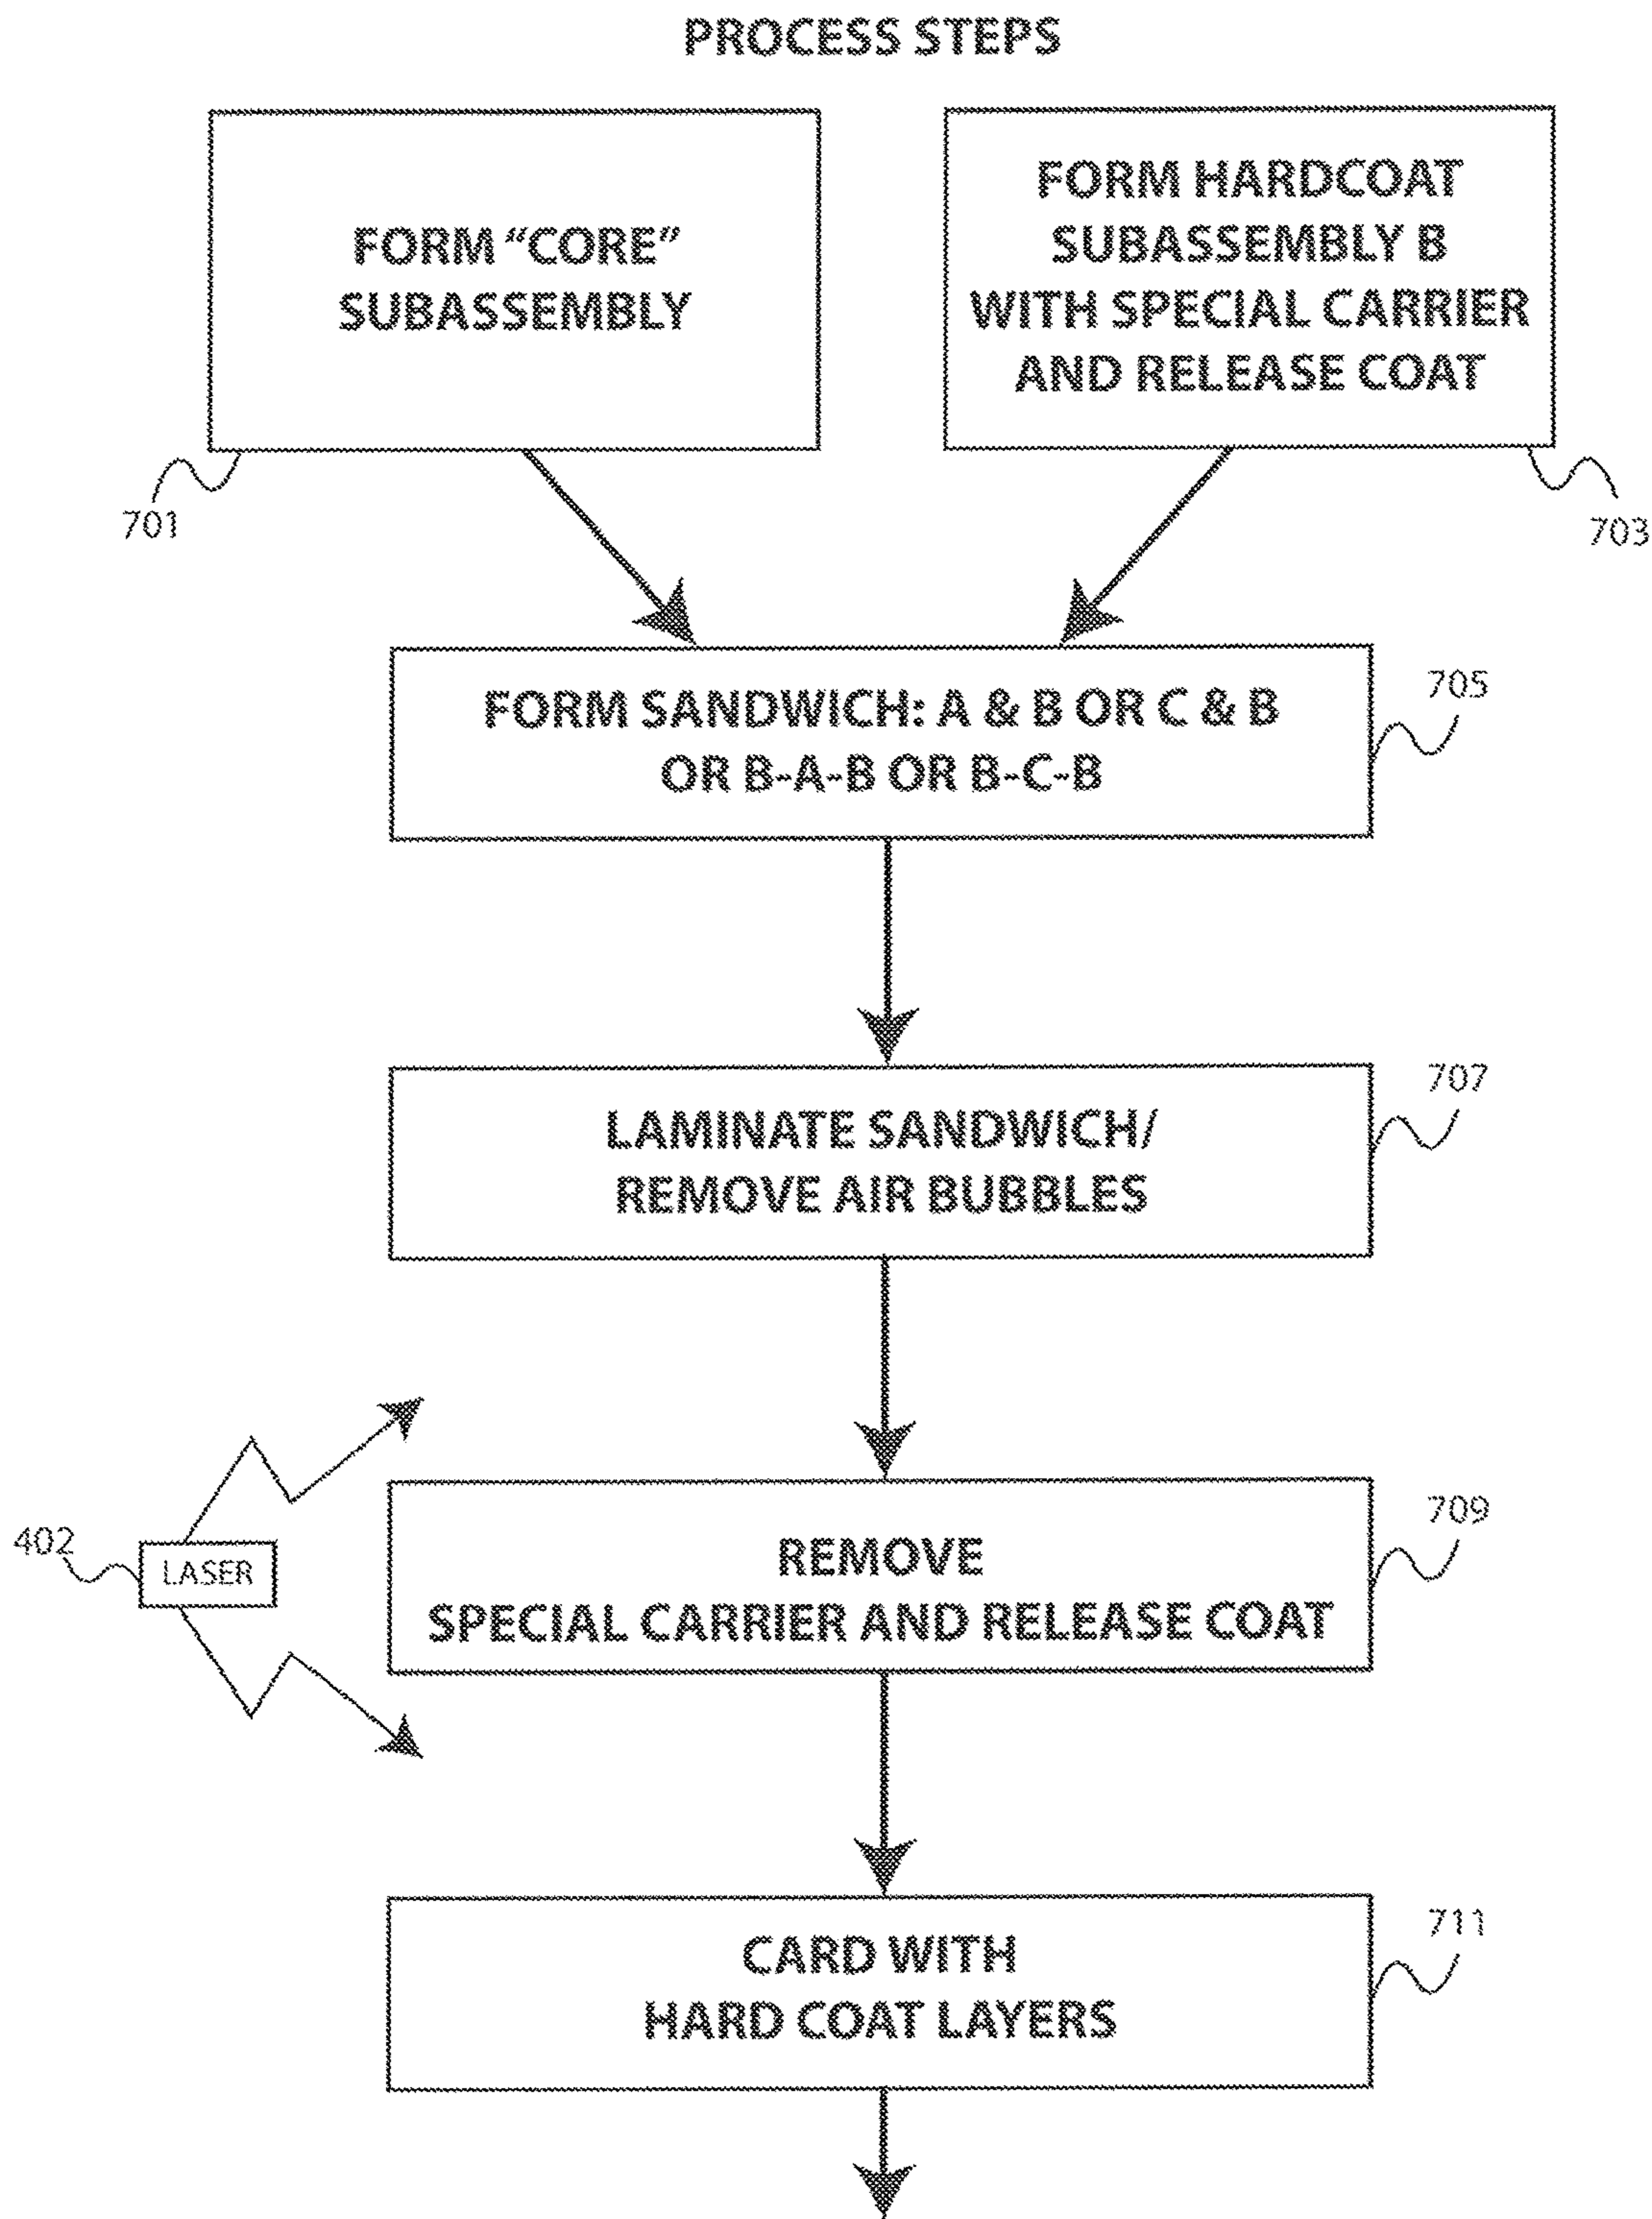 PROCESS STEPS
FORM “CORE”
SUBASSEMBLY
701
FORM HARDCOAT
SUBASSEMBLY B
WITH SPECIAL CARRIER
AND RELEASE COAT
703
FORM SANDWICH: A & B OR C & B
OR B-A-B OR B-C-B
705
LAMINATE SANDWICH/
REMOVE AIR BUBBLES
707
402
LASER
REMOVE
SPECIAL CARRIER AND RELEASE COAT
709
CARD WITH
HARD COAT LAYERS
711